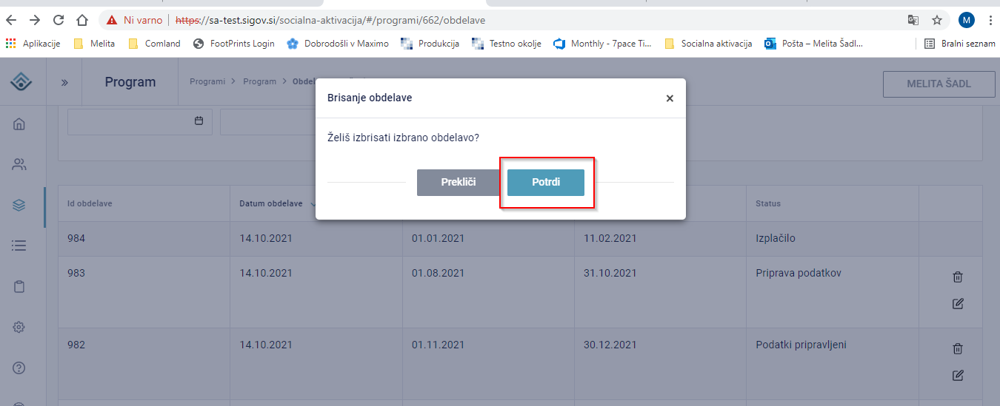 Ni varno
https://sa-test.sigov.si/socialna-aktivacija/#/programi/662/obdelave
M
Aplikacije
Melita
Comland
FootPrints Login
Dobrodošli v Maximo
Produkcija
Testno okolje
Monthly - 7pace Ti...
Socialna aktivacija
Pošta – Melita Šadl...
Bralni seznam
Program
Programi
Program
MELITA ŠADL
Brisanje obdelave
Želiš izbrisati izbrano obdelavo?
Prekliči
Potrdi
Id obdelave
Datum obdelave
Status
984
14.10.2021
01.01.2021
11.02.2021
Izplačilo
983
14.10.2021
01.08.2021
31.10.2021
Priprava podatkov
982
14.10.2021
01.11.2021
30.12.2021
Podatki pripravljeni